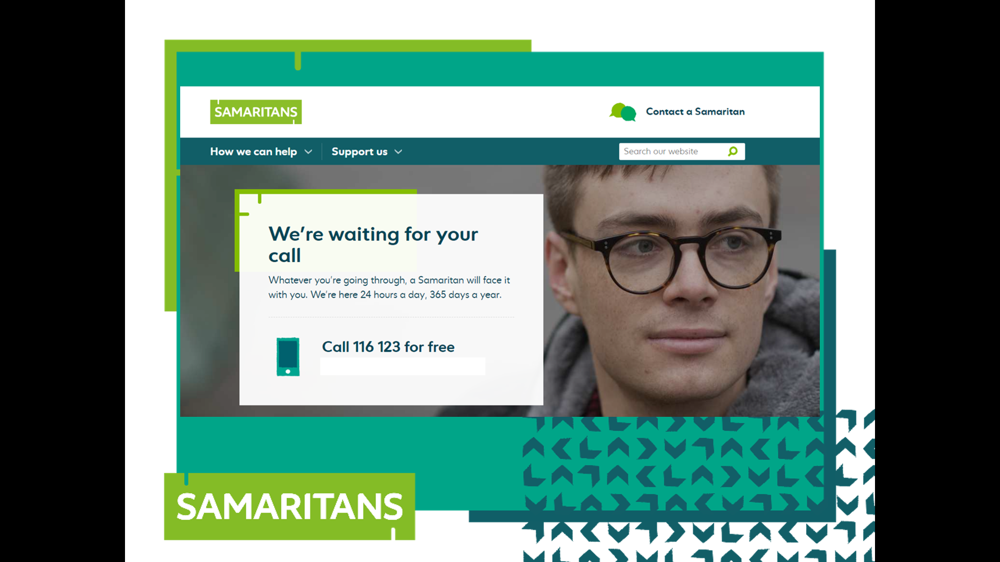 SAMARITANS
Contact a Samaritan
How we can help
Support us
Search our website
We're waiting for your
call
Whatever you're going through, a Samaritan will face it
with you. We're here 24 hours a day, 365 days a year.
Call 116 123 for free
SAMARITANS